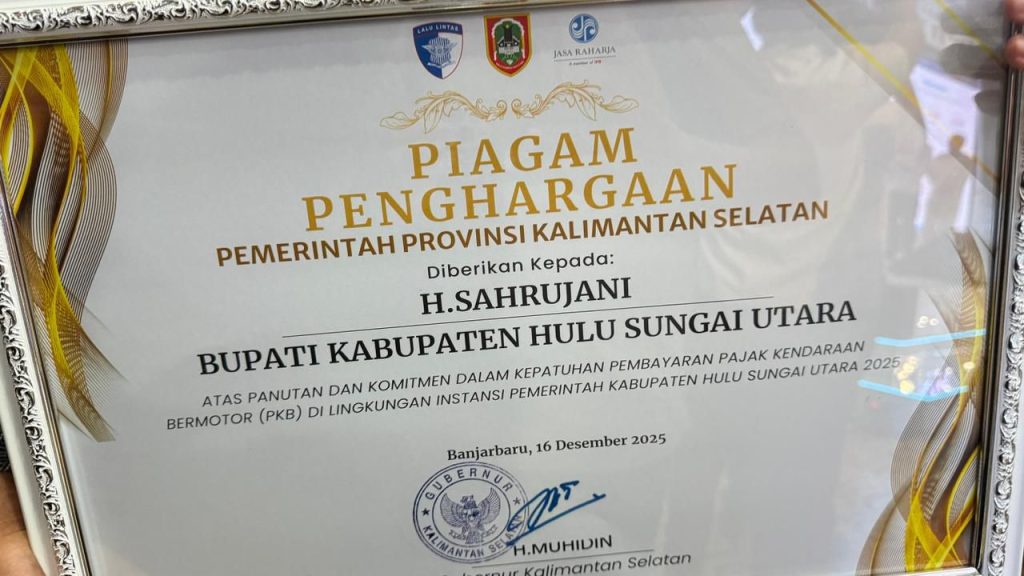 LALU LINTAS
JASA RAHARJA
PIAGAM
PENGHARGAAN
PEMERINTAH PROVINSI KALIMANTAN SELATAN
Diberikan Kepada:
H.SAHRUJANI
BUPATI KABUPATEN HULU SUNGAI UTARA
ATAS PANUTAN DAN KOMITMEN DALAM KEPATUHAN PEMBAYARAN PAJAK KENDARAAN
BERMOTOR (PKB) DI LINGKUNGAN INSTANSI PEMERINTAH KABUPATEN HULU SUNGAI UTARA 2025
Banjarbaru, 16 Desember 2025
GUBERNUR
KALIMANTAN SELATAN
H.MUHIDIN
Gubernur Kalimantan Selatan